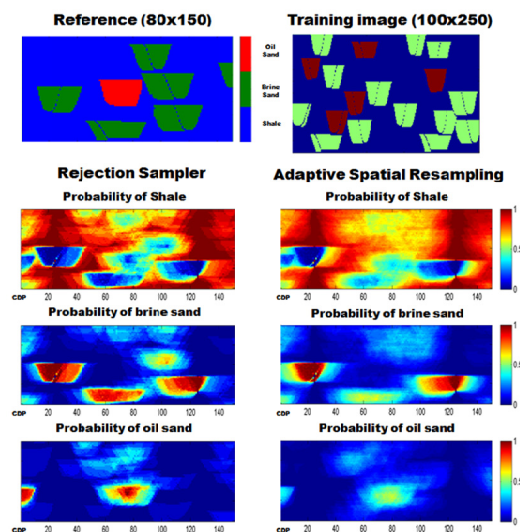 Reference (80x150)
Training image (100x250)
Oil
Sand
Brine
Sand
Shale
Rejection Sampler
Adaptive Spatial Resampling
Probability of Shale
Probability of Shale
1
0.5
0
CDP 20 40 60 80 100 120 140
CDP 20 40 60 80 100 120 140
Probability of brine sand
Probability of brine sand
1
0.5
0
CDP 20 40 60 80 100 120 140
CDP 20 40 60 80 100 120 140
Probability of oil sand
Probability of oil sand
1
0.5
0
CDP 20 40 60 80 100 120 140
CDP 20 40 60 80 100 120 140